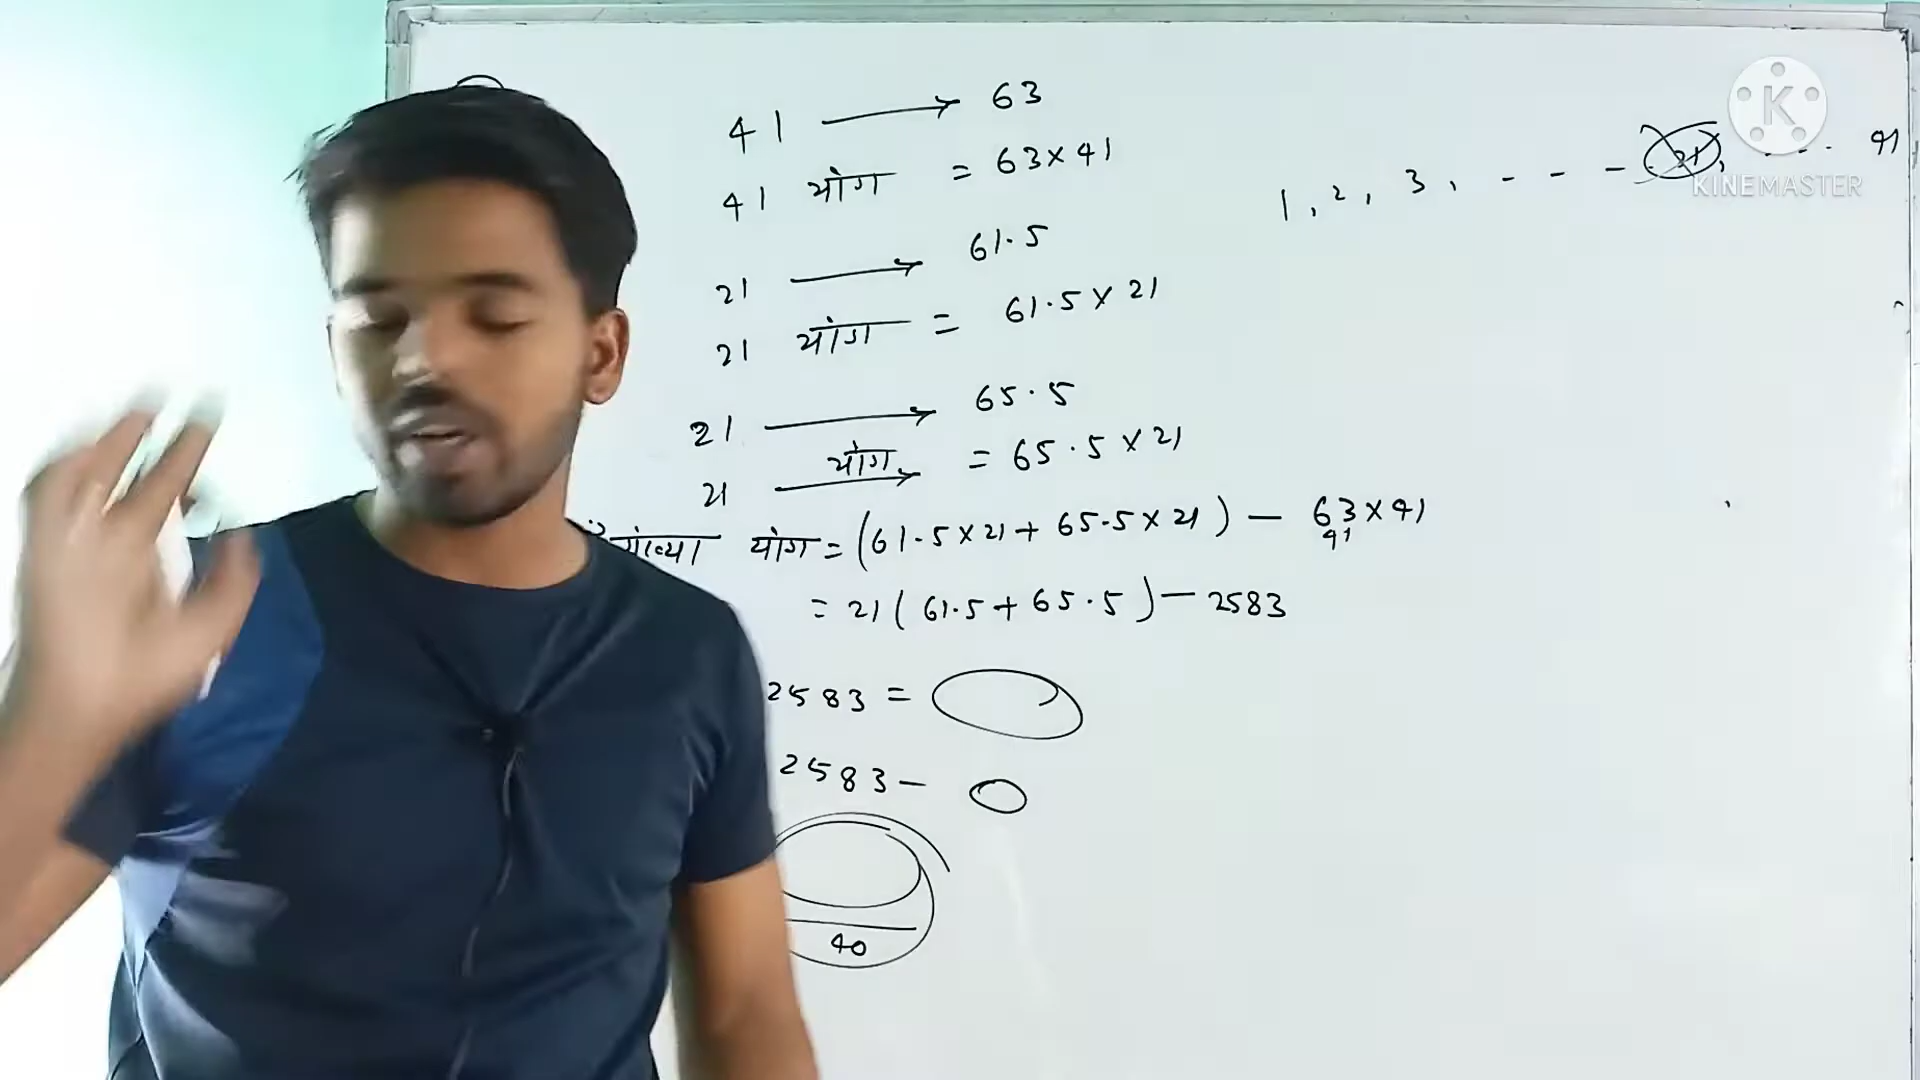 41 → 63
41 योग = 63×41
21 → 61.5
21 योग = 61.5×21
21 → 65.5
21 योग → = 65.5×21
योग = (61.5×21+65.5×21) - 63×41
41
= 21(61.5+65.5)-2583
2583 =
2583-
40
1, 2, 3, - - - 21, - - - 41
K
KINEMASTER